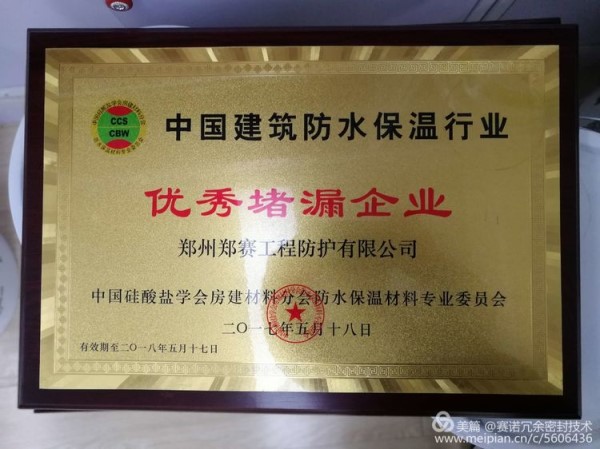 CCS
CBW
中国建筑防水保温行业
优秀堵漏企业
郑州郑赛工程防护有限公司
中国硅酸盐学会房建材料分会防水保温材料专业委员会
二〇一七年五月十八日
有效期至二〇一八年五月十七日
美篇 @赛诺冗余密封技术
www.meipian.cn/c/5606436